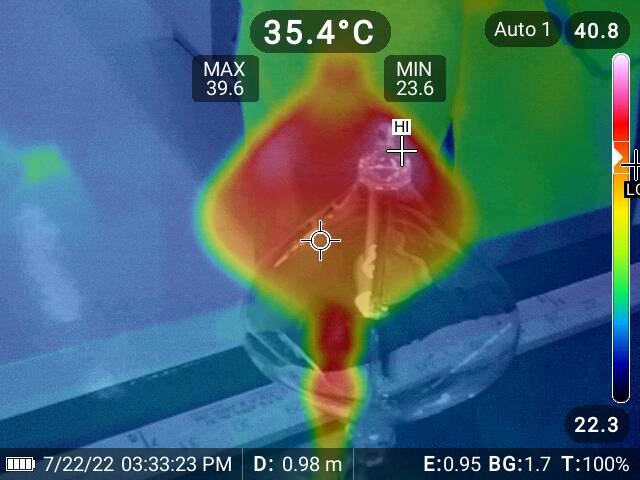 35.4°C
Auto 1 40.8
MAX
39.6
MIN
23.6
HI
LO
22.3
7/22/22 03:33:23 PM D: 0.98 m E:0.95 BG:1.7 T:100%